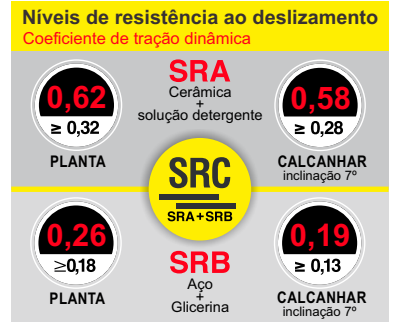 Níveis de resistência ao deslizamento
Coeficiente de tração dinâmica
0,62
≥ 0,32
PLANTA
SRA
Cerâmica
+
solução detergente
0,58
≥ 0,28
CALCANHAR
inclinação 7º
SRC
SRA+SRB
0,26
≥0,18
PLANTA
SRB
Aço
+
Glicerina
0,19
≥ 0,13
CALCANHAR
inclinação 7º